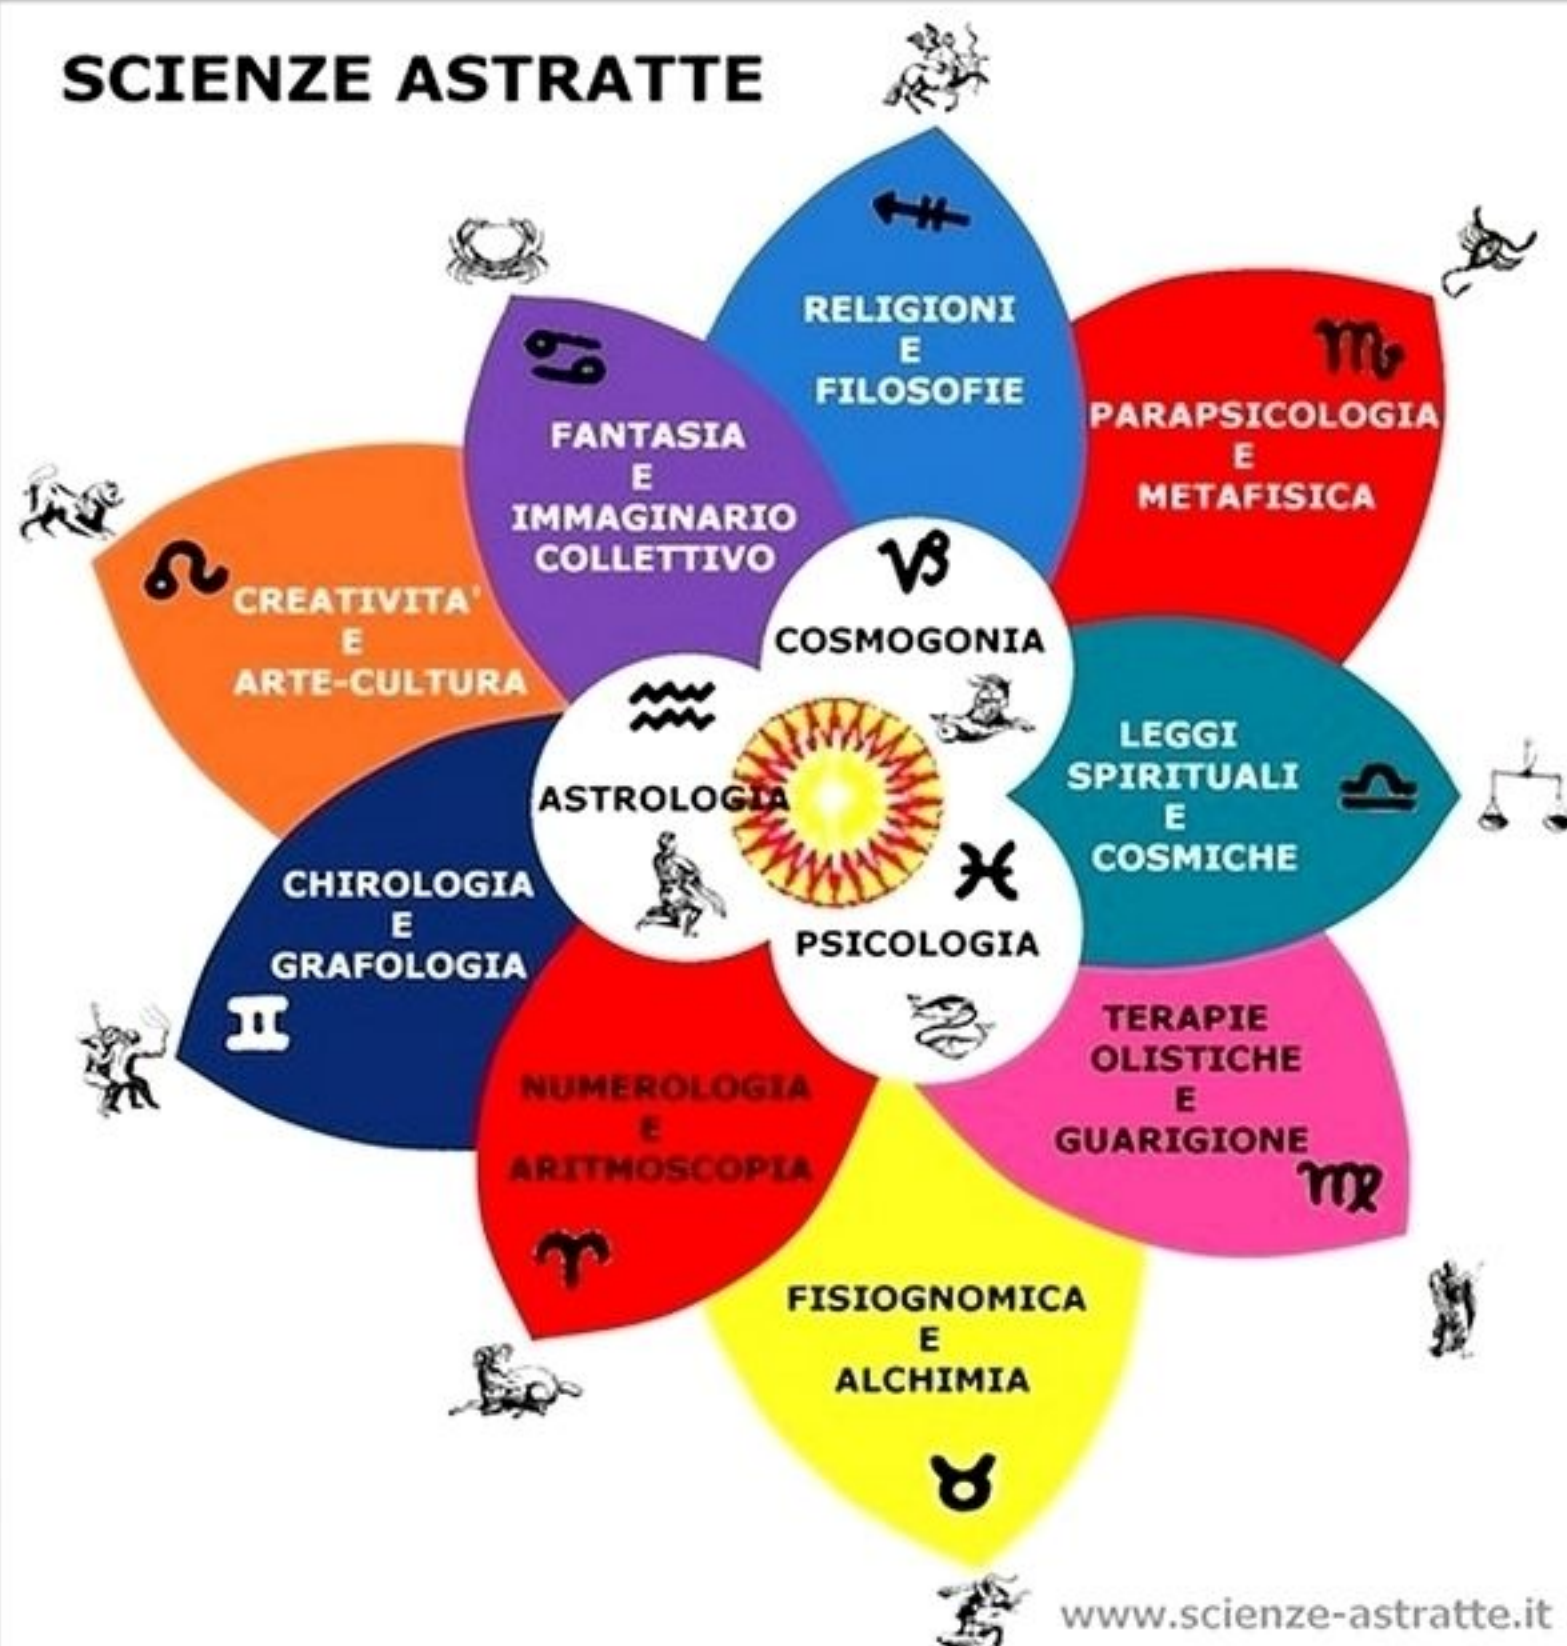 SCIENZE ASTRATTE
RELIGIONI
E
FILOSOFIE
PARAPSICOLOGIA
E
METAFISICA
FANTASIA
E
IMMAGINARIO
COLLETTIVO
CREATIVITA'
E
ARTE-CULTURA
COSMOGONIA
LEGGI
SPIRITUALI
E
COSMICHE
ASTROLOGIA
CHIROLOGIA
E
GRAFOLOGIA
PSICOLOGIA
TERAPIE
OLISTICHE
E
GUARIGIONE
NUMEROLOGIA
E
ARITMOSCOPIA
FISIOGNOMICA
E
ALCHIMIA
www.scienze-astratte.it